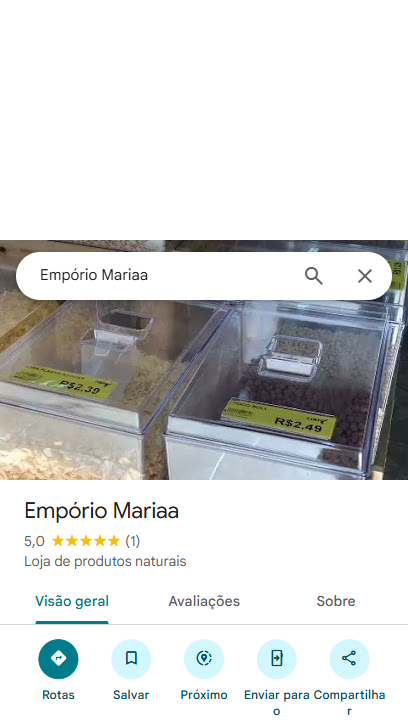 Empório Mariaa
R$2.39
R$2.49
Empório Mariaa
5,0 (1)
Loja de produtos naturais
Visão geral
Avaliações
Sobre
Rotas
Salvar
Próximo
Enviar para o
Compartilhar